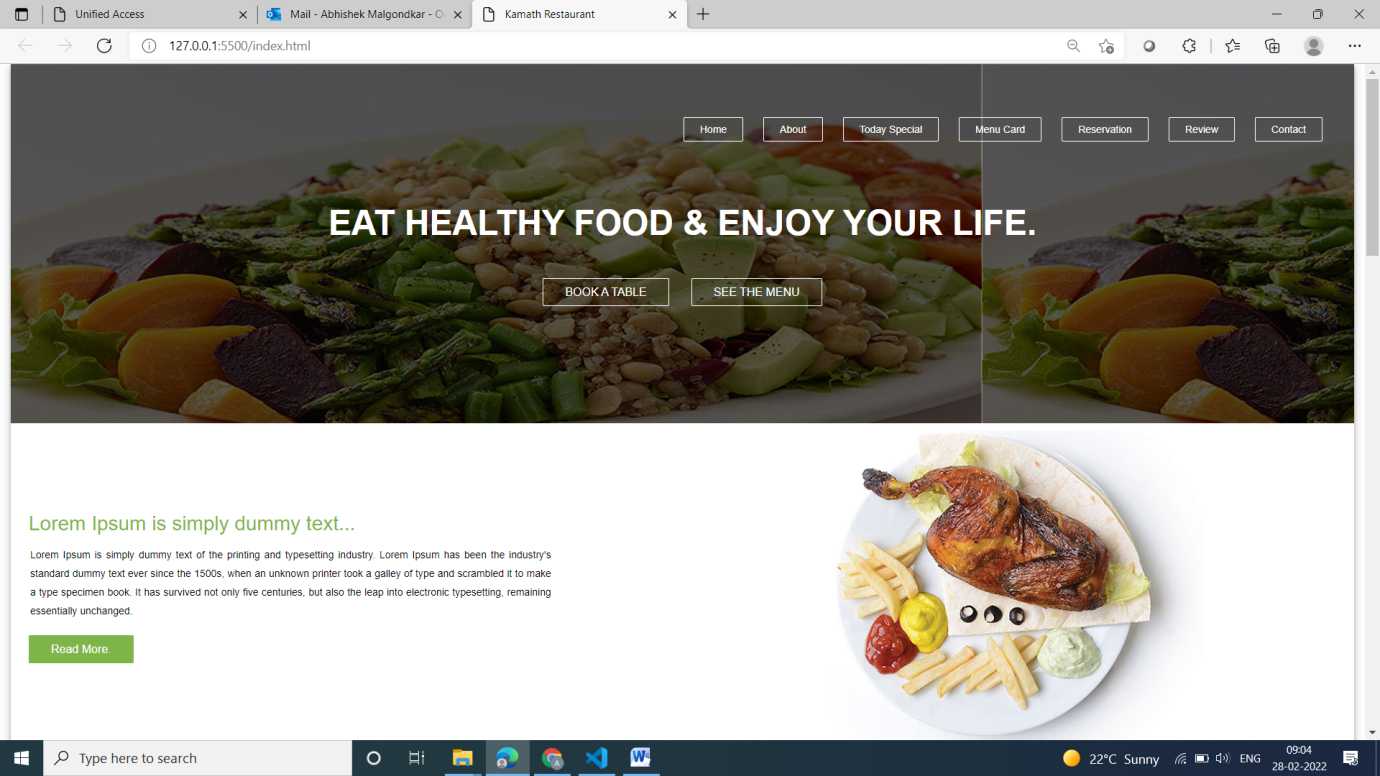 Unified Access
Mail - Abhishek Malgondkar - O
Kamath Restaurant
127.0.0.1:5500/index.html
Home
About
Today Special
Menu Card
Reservation
Review
Contact
EAT HEALTHY FOOD & ENJOY YOUR LIFE.
BOOK A TABLE
SEE THE MENU
Lorem Ipsum is simply dummy text...
Lorem Ipsum is simply dummy text of the printing and typesetting industry. Lorem Ipsum has been the industry's
standard dummy text ever since the 1500s, when an unknown printer took a galley of type and scrambled it to make
a type specimen book. It has survived not only five centuries, but also the leap into electronic typesetting, remaining
essentially unchanged.
Read More.
Type here to search
22°C Sunny
ENG
09:04
28-02-2022